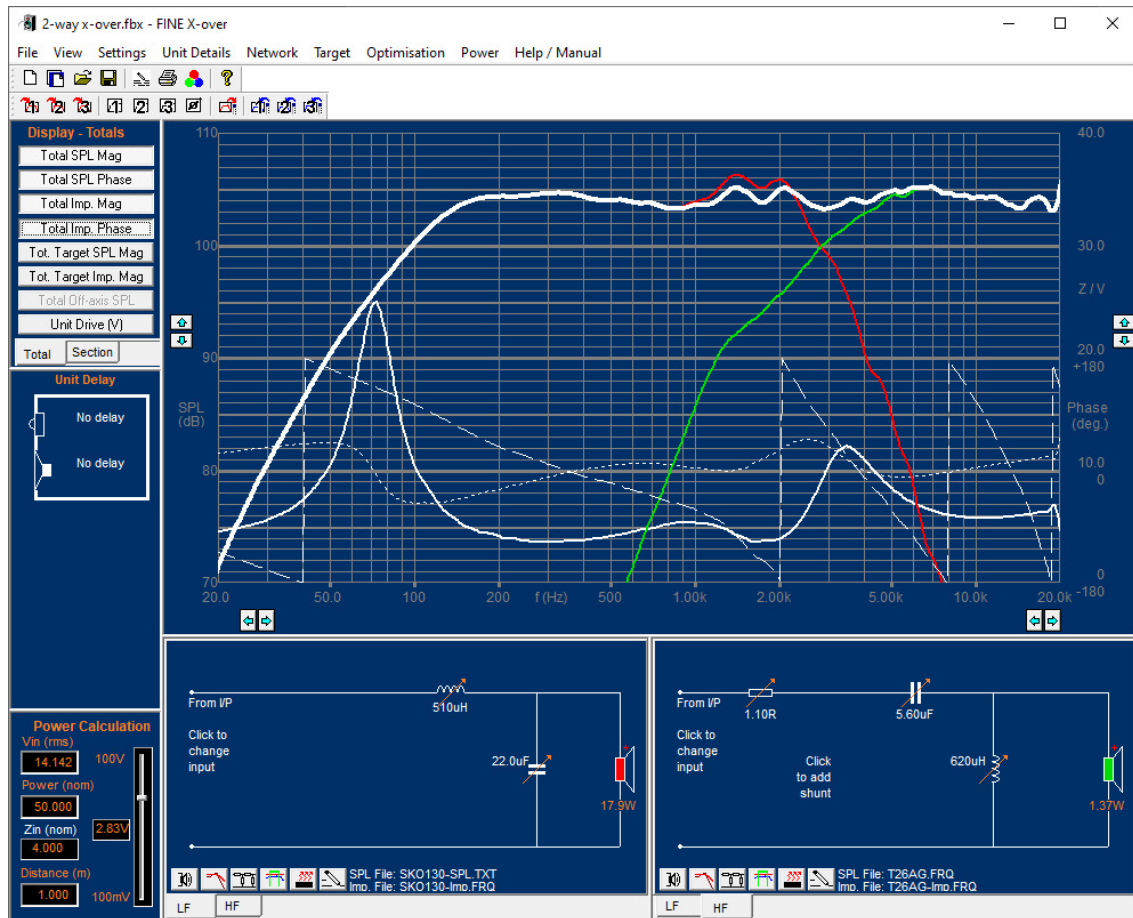 2-way x-over.fbx - FINE X-over
File View Settings Unit Details Network Target Optimisation Power Help / Manual
Display - Totals
Total SPL Mag
Total SPL Phase
Total Imp. Mag
Total Imp. Phase
Tot. Target SPL Mag
Tot. Target Imp. Mag
Total Off-axis SPL
Unit Drive (V)
Total Section
Unit Delay
No delay
No delay
Power Calculation
Vin (rms)
14.142 100V
Power (nom)
50.000
Zin (nom) 2.83V
4.000
Distance (m)
1.000 100mV
110
100
90
SPL
(dB)
80
70
40.0
30.0
Z / V
20.0
+180
Phase
(deg.)
10.0
0
0
-180
20.0 50.0 100 200 f (Hz) 500 1.00k 2.00k 5.00k 10.0k 20.0k
From I/P
510uH
Click to
change
input
22.0uF
17.9W
SPL File: SKO130-SPL.TXT
Imp. File: SKO130-Imp.FRQ
LF HF
From I/P
1.10R
5.60uF
Click to
change
input
Click
to add
shunt
620uH
1.37W
SPL File: T26AG.FRQ
Imp. File: T26AG-Imp.FRQ
LF HF